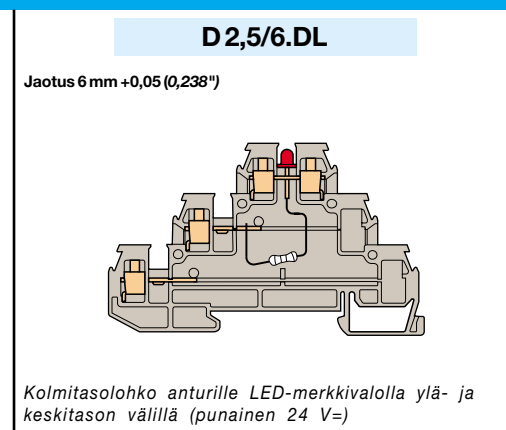 D 2,5/6.DL
Jaotus 6 mm +0,05 (0,238")
Kolmitasolohko anturille LED-merkkivalolla ylä- ja
keskitason välillä (punainen 24 V=)